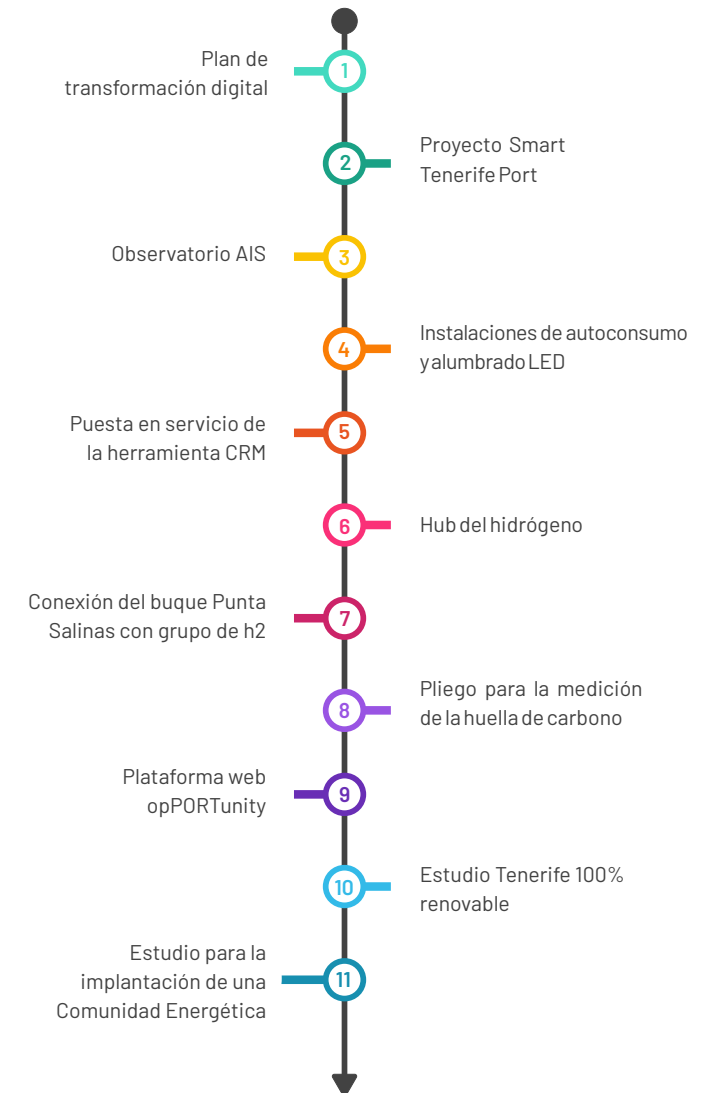 Plan de
transformación digital
1
2
Proyecto Smart
Tenerife Port
Observatorio AIS
3
4
Instalaciones de autoconsumo
y alumbrado LED
Puesta en servicio de
la herramienta CRM
5
6
Hub del hidrógeno
Conexión del buque Punta
Salinas con grupo de h2
7
8
Pliego para la medición
de la huella de carbono
Plataforma web
opPORTunity
9
10
Estudio Tenerife 100%
renovable
Estudio para la
implantación de una
Comunidad Energética
11